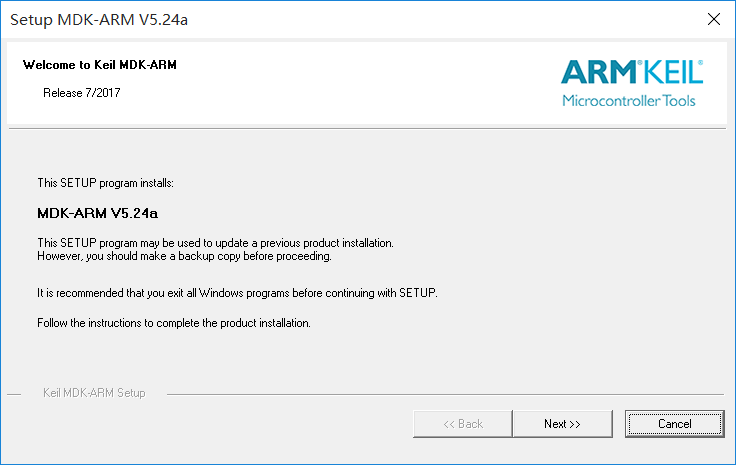 Setup MDK-ARM V5.24a
Welcome to Keil MDK-ARM
Release 7/2017
ARM KEIL
Microcontroller Tools
This SETUP program installs:
MDK-ARM V5.24a
This SETUP program may be used to update a previous product installation.
However, you should make a backup copy before proceeding.
It is recommended that you exit all Windows programs before continuing with SETUP.
Follow the instructions to complete the product installation.
Keil MDK-ARM Setup
<< Back
Next >>
Cancel